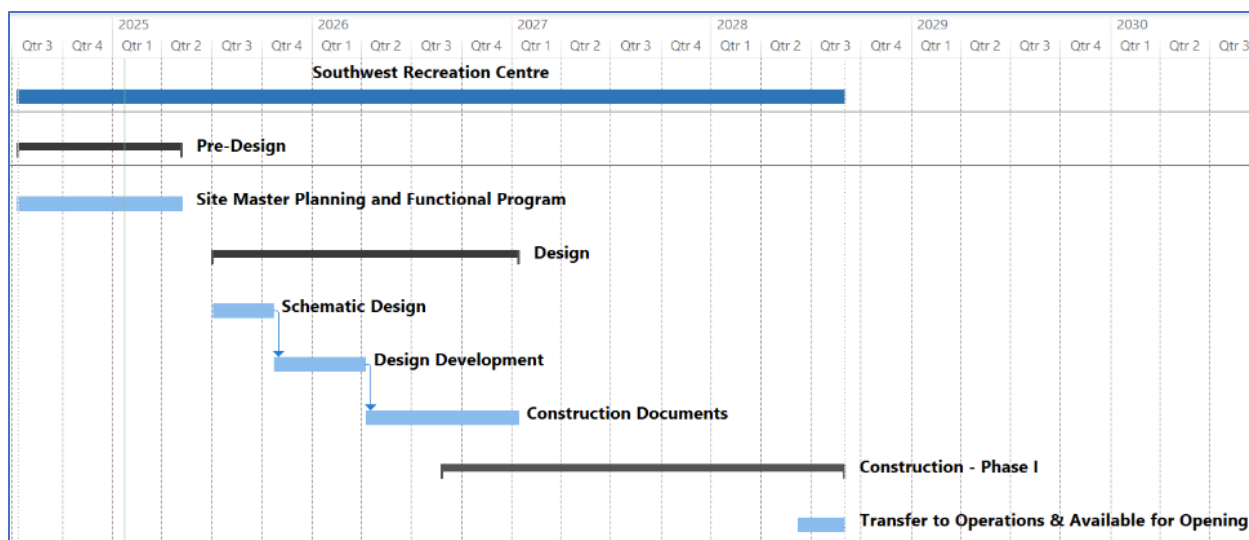 2025 2026 2027 2028 2029 2030
Qtr 3 Qtr 4 Qtr 1 Qtr 2 Qtr 3 Qtr 4 Qtr 1 Qtr 2 Qtr 3 Qtr 4 Qtr 1 Qtr 2 Qtr 3 Qtr 4 Qtr 1 Qtr 2 Qtr 3 Qtr 4 Qtr 1 Qtr 2 Qtr 3 Qtr 4 Qtr 1 Qtr 2 Qtr 3
Southwest Recreation Centre
Pre-Design
Site Master Planning and Functional Program
Design
Schematic Design
Design Development
Construction Documents
Construction - Phase I
Transfer to Operations & Available for Opening